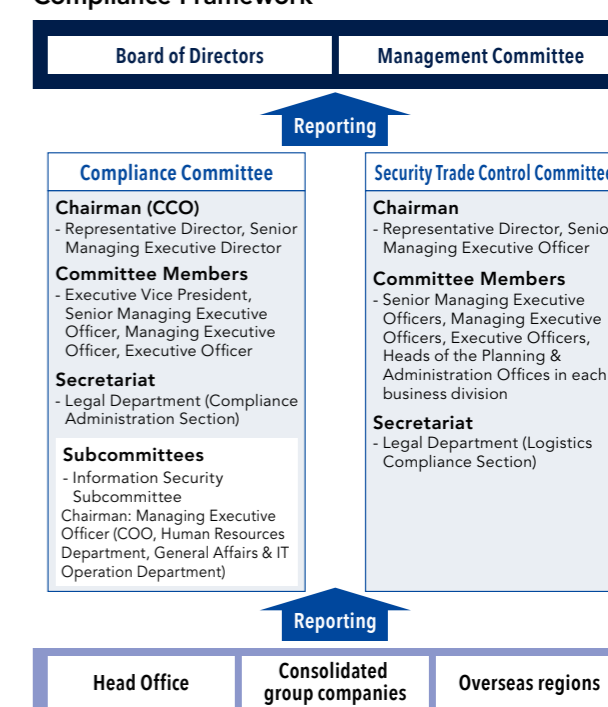 Compliance Framework
Board of Directors
Management Committee
Reporting
Compliance Committee
Chairman (CCO)
- Representative Director, Senior
Managing Executive Director
Committee Members
- Executive Vice President,
Senior Managing Executive
Officer, Managing Executive
Officer, Executive Officer
Secretariat
- Legal Department (Compliance
Administration Section)
Subcommittees
- Information Security
Subcommittee
Chairman: Managing Executive
Officer (COO, Human Resources
Department, General Affairs & IT
Operation Department)
Security Trade Control Committee
Chairman
- Representative Director, Senio
Managing Executive Officer
Committee Members
- Senior Managing Executive
Officers, Managing Executive
Officers, Executive Officers,
Heads of the Planning &
Administration Offices in each
business division
Secretariat
- Legal Department (Logistics
Compliance Section)
Reporting
Head Office
Consolidated
group companies
Overseas regions